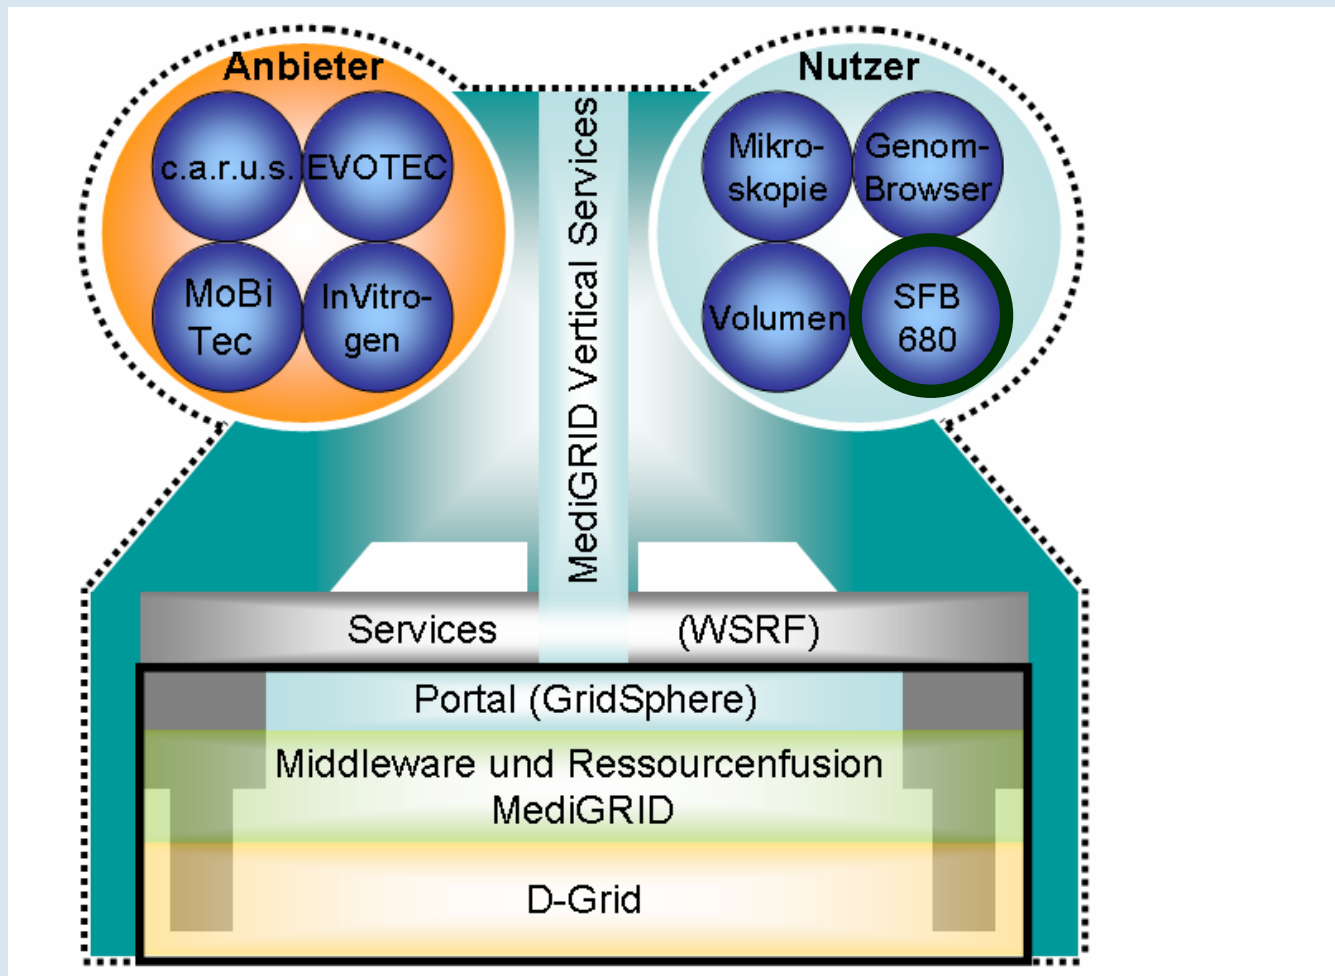 Anbieter
c.a.r.u.s.
EVOTEC
MoBi
Tec
InVitro-
gen
MediGRID Vertical Services
Nutzer
Mikro-
skopie
Genom-
Browser
Volumen
SFB
680
Services (WSRF)
Portal (GridSphere)
Middleware und Ressourcenfusion
MediGRID
D-Grid